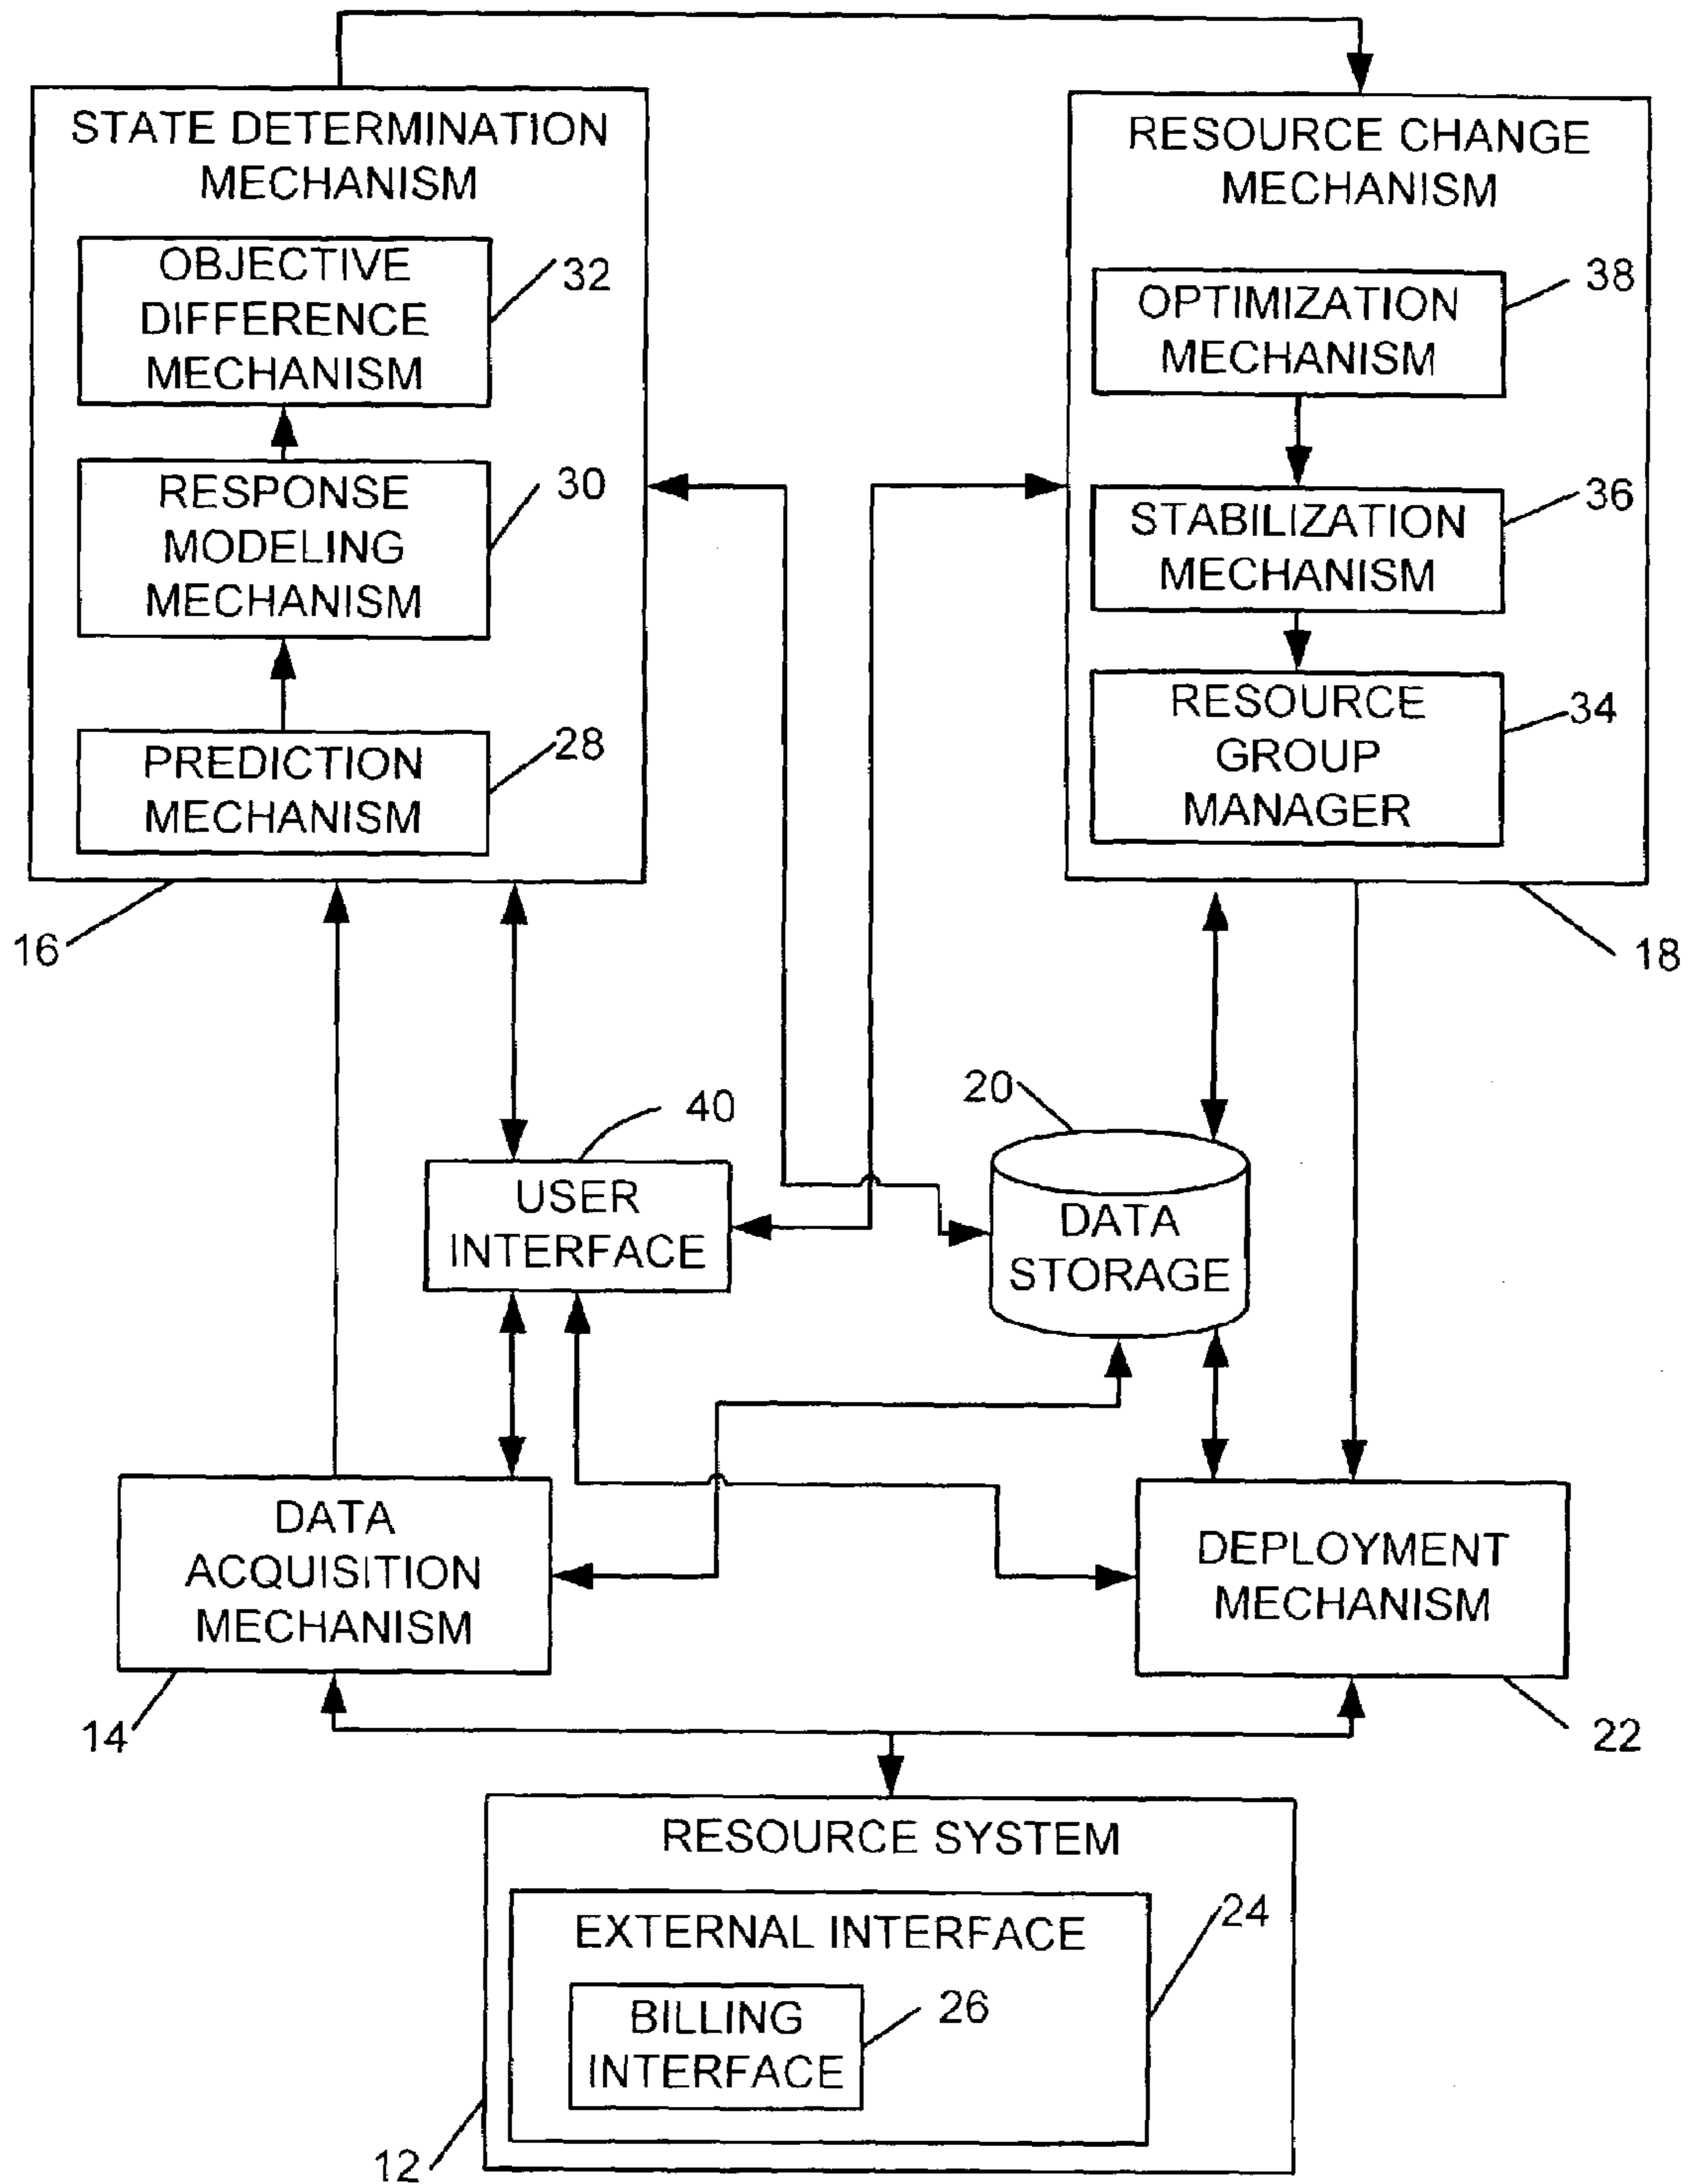 STATE DETERMINATION
MECHANISM
OBJECTIVE
DIFFERENCE
MECHANISM
32
RESPONSE
MODELING
MECHANISM
30
PREDICTION
MECHANISM
28
16
RESOURCE CHANGE
MECHANISM
OPTIMIZATION
MECHANISM
38
STABILIZATION
MECHANISM
36
RESOURCE
GROUP
MANAGER
34
18
40
USER
INTERFACE
20
DATA
STORAGE
DATA
ACQUISITION
MECHANISM
14
DEPLOYMENT
MECHANISM
22
RESOURCE SYSTEM
EXTERNAL INTERFACE
24
BILLING
INTERFACE
26
12